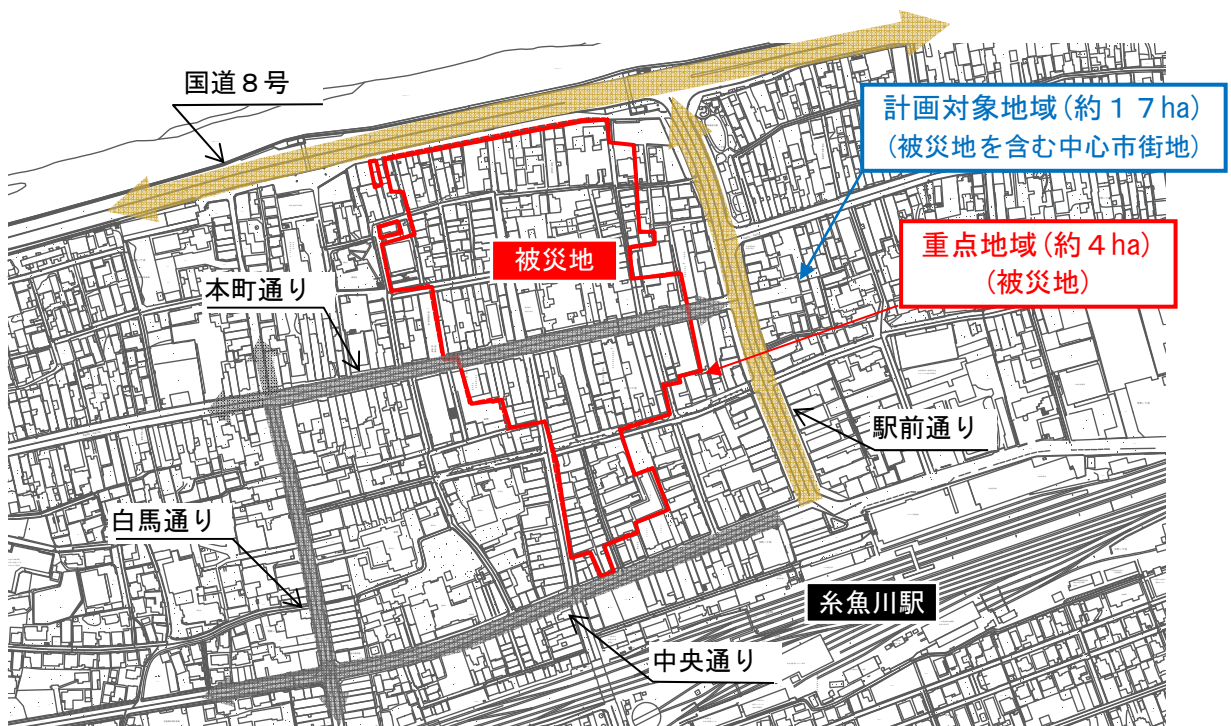 国道８号
計画対象地域(約１７ha)
(被災地を含む中心市街地)
重点地域(約４ha)
(被災地)
被災地
本町通り
駅前通り
白馬通り
糸魚川駅
中央通り